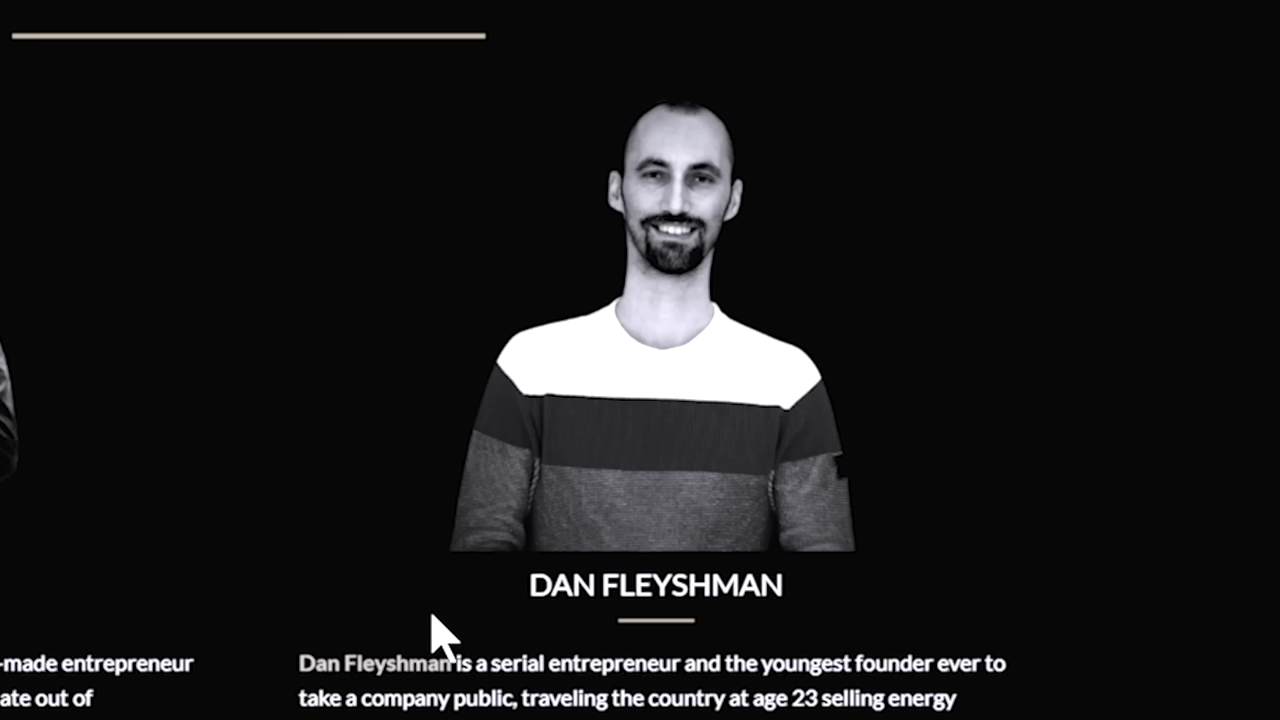 DAN FLEYSHMAN
-made entrepreneur
ate out of
Dan Fleyshman is a serial entrepreneur and the youngest founder ever to
take a company public, traveling the country at age 23 selling energy